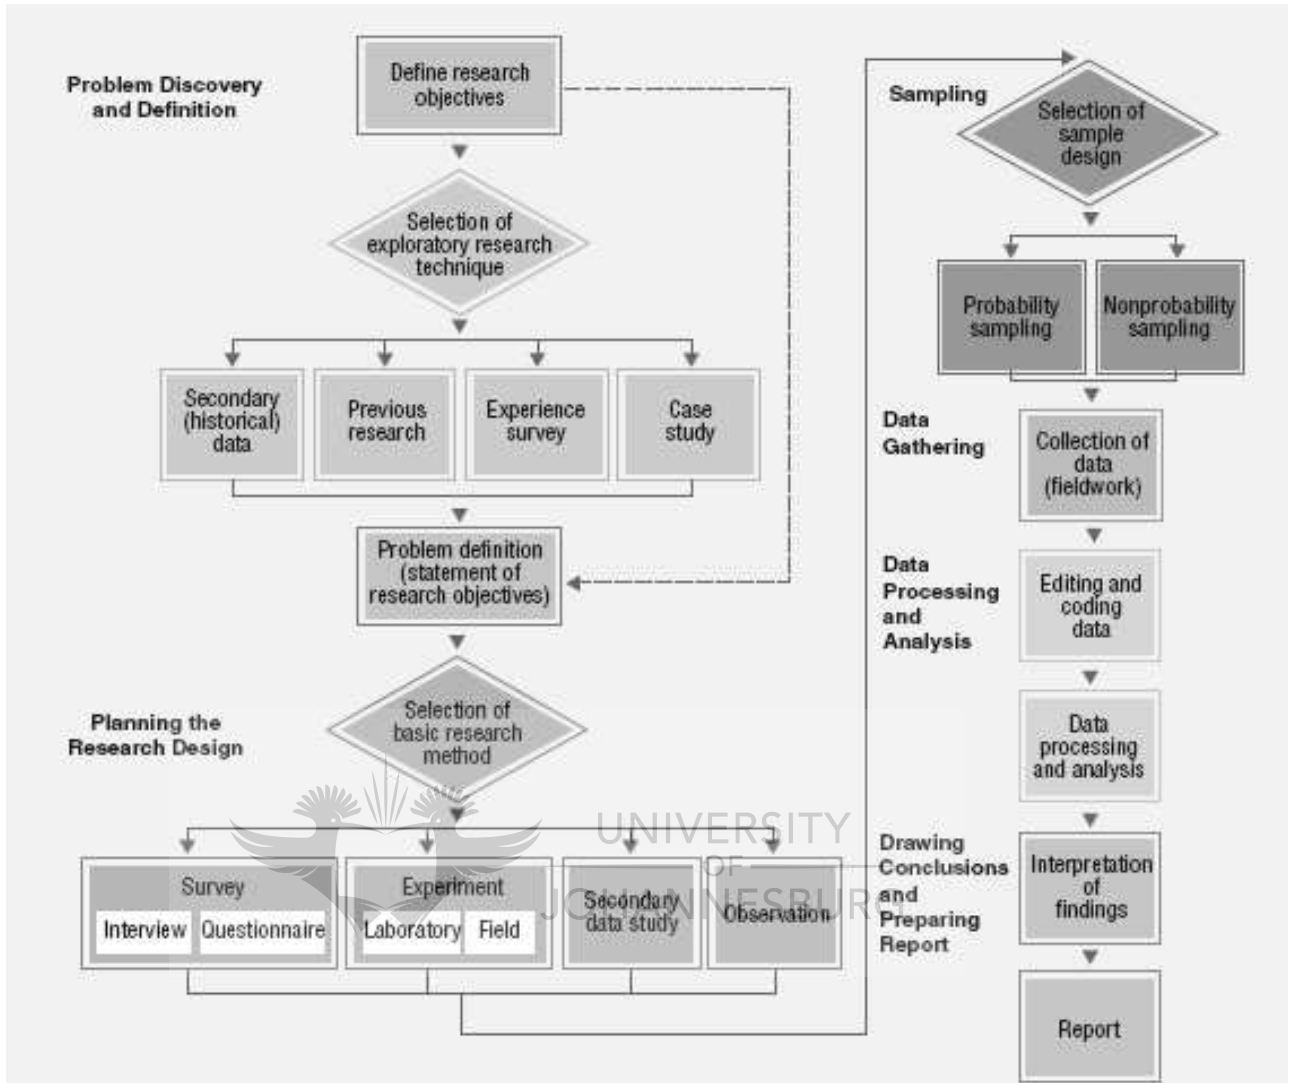 Problem Discovery
and Definition
Define research
objectives
Selection of
exploratory research
technique
Secondary
(historical)
data
Previous
research
Experience
survey
Case
study
Problem definition
(statement of
research objectives)
Planning the
Research Design
Selection of
basic research
method
Survey
Interview
Questionnaire
Experiment
Laboratory
Field
Secondary
data study
Observation
Sampling
Selection of
sample
design
Probability
sampling
Nonprobability
sampling
Data
Gathering
Collection of
data
(fieldwork)
Data
Processing
and
Analysis
Editing and
coding
data
Data
processing
and analysis
Drawing
Conclusions
and
Preparing
Report
Interpretation
of
findings
Report
UNIVERSITY
OF
JOHANNESBURG